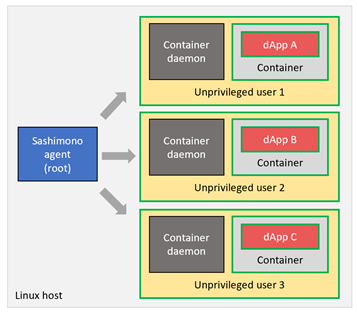 Container
daemon
dApp A
Container
Unprivileged user 1
Sashimono
agent
(root)
Container
daemon
dApp B
Container
Unprivileged user 2
Container
daemon
dApp C
Container
Unprivileged user 3
Linux host